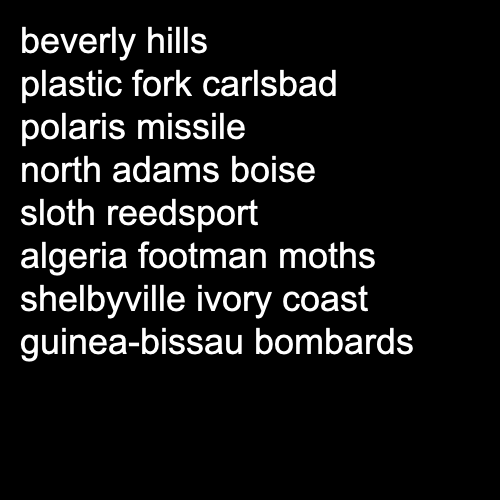 beverly hills
plastic fork carlsbad
polaris missile
north adams boise
sloth reedsport
algeria footman moths
shelbyville ivory coast
guinea-bissau bombards